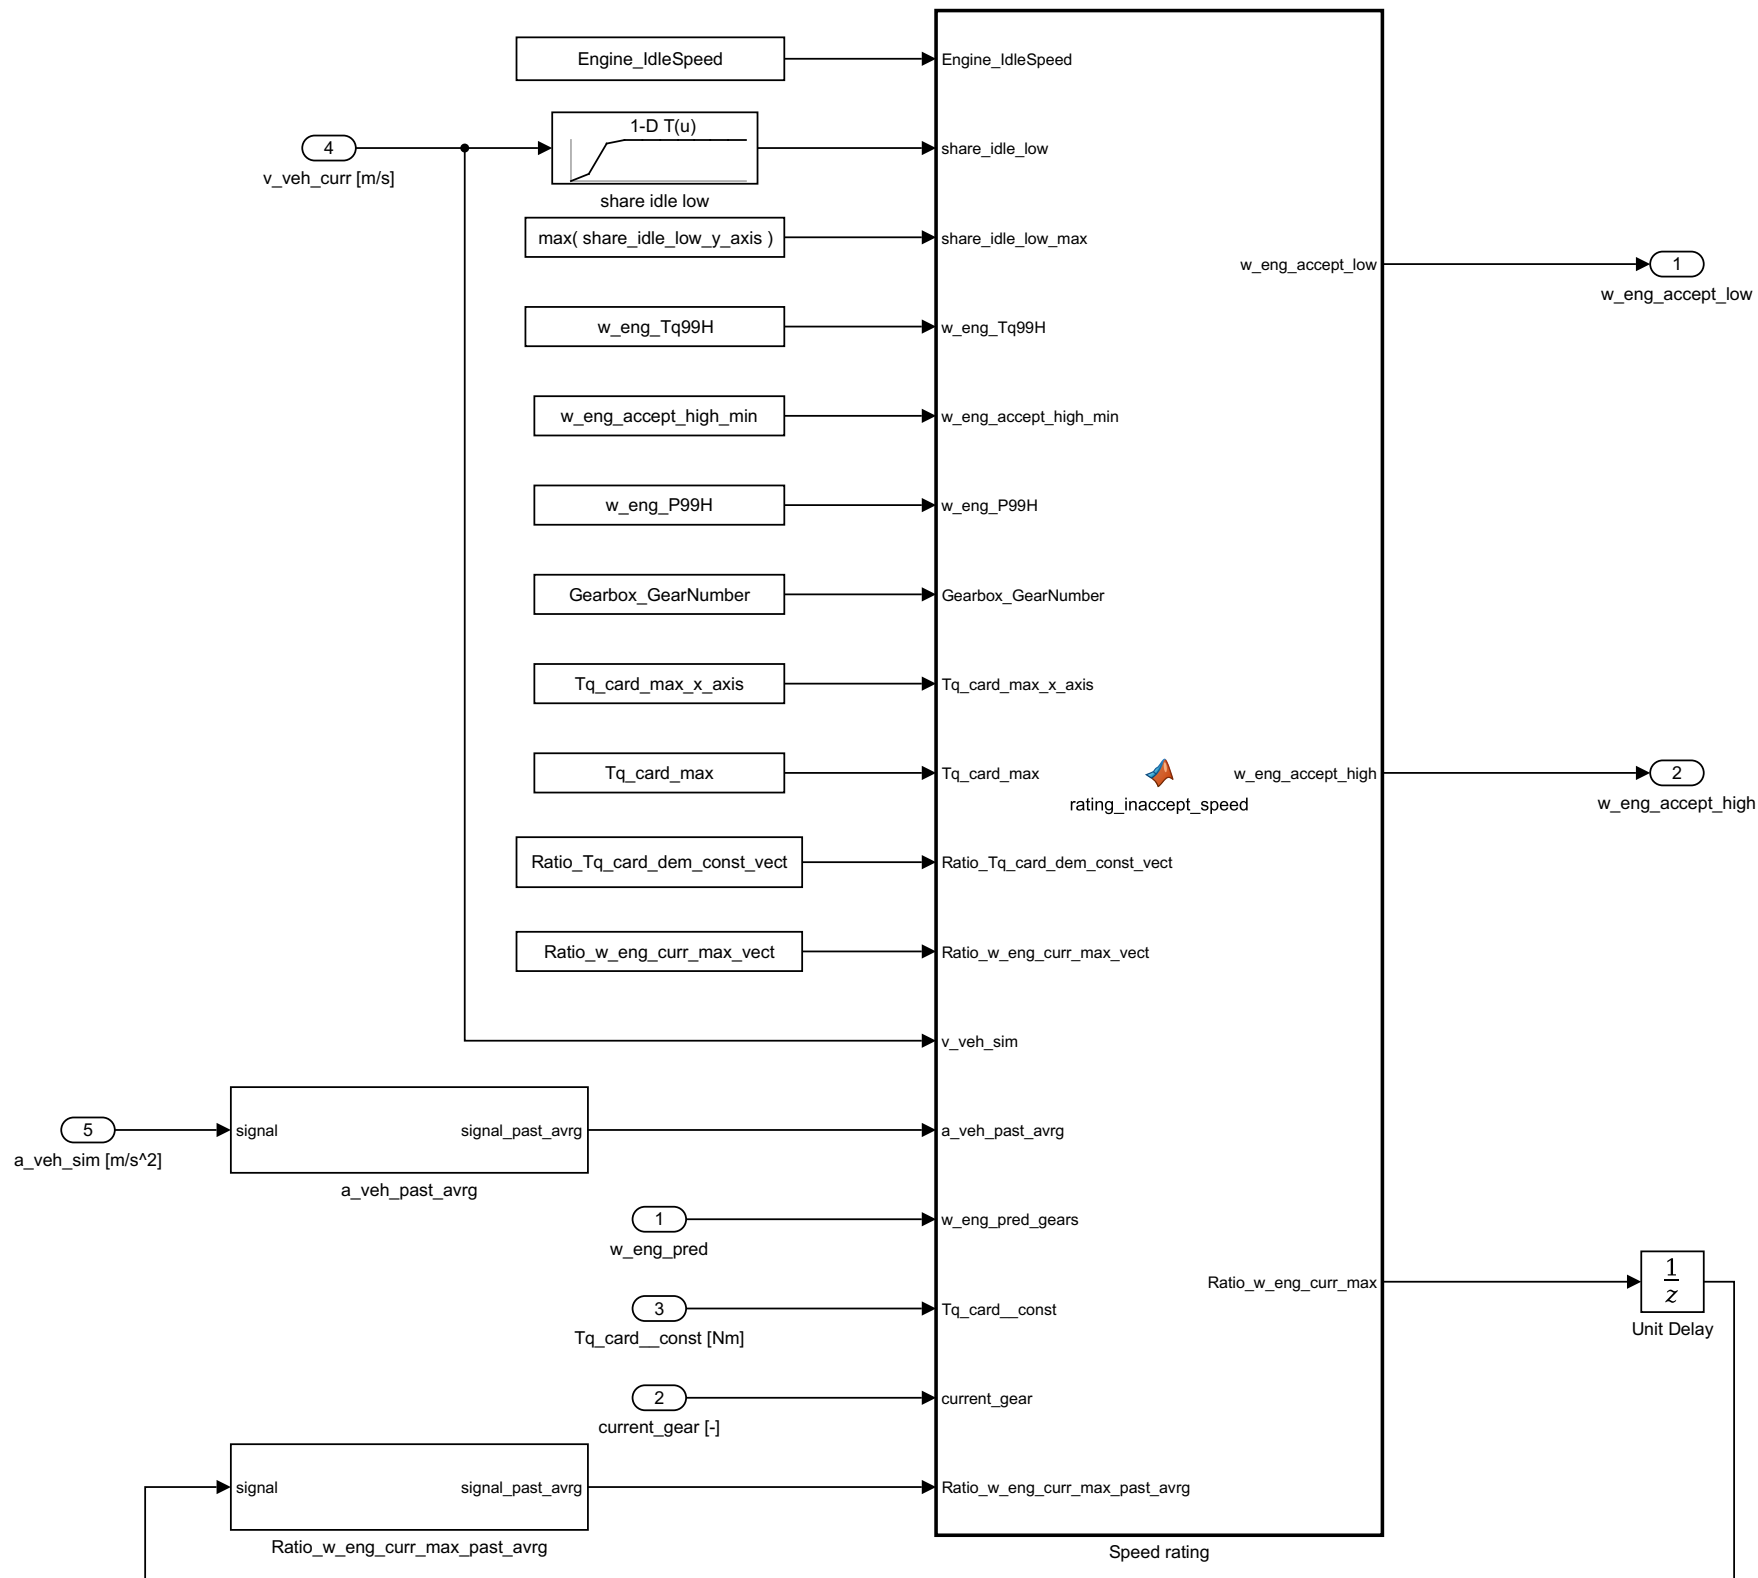 Engine_IdleSpeed
Engine_IdleSpeed
1-D T(u)
4
v_veh_curr [m/s]
share idle low
share_idle_low
max( share_idle_low_y_axis )
share_idle_low_max
w_eng_accept_low
1
w_eng_accept_low
w_eng_Tq99H
w_eng_Tq99H
w_eng_accept_high_min
w_eng_accept_high_min
w_eng_P99H
w_eng_P99H
Gearbox_GearNumber
Gearbox_GearNumber
Tq_card_max_x_axis
Tq_card_max_x_axis
Tq_card_max
Tq_card_max
rating_inaccept_speed
w_eng_accept_high
2
w_eng_accept_high
Ratio_Tq_card_dem_const_vect
Ratio_Tq_card_dem_const_vect
Ratio_w_eng_curr_max_vect
Ratio_w_eng_curr_max_vect
v_veh_sim
5
a_veh_sim [m/s^2]
signal
signal_past_avrg
a_veh_past_avrg
a_veh_past_avrg
1
w_eng_pred
w_eng_pred_gears
Ratio_w_eng_curr_max
1
z
Unit Delay
3
Tq_card__const [Nm]
Tq_card__const
2
current_gear [-]
current_gear
signal
signal_past_avrg
Ratio_w_eng_curr_max_past_avrg
Ratio_w_eng_curr_max_past_avrg
Speed rating